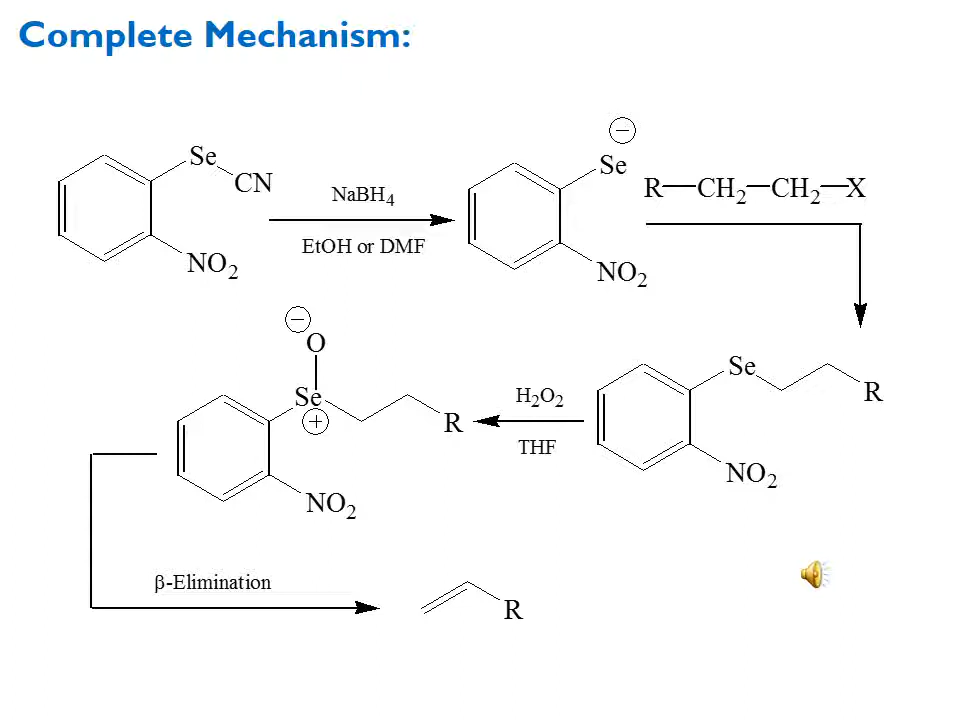 Complete Mechanism:
Se
CN
NO2
NaBH4
EtOH or DMF
−
Se
NO2
R—CH2—CH2—X
−
O
Se
+
R
NO2
H2O2
THF
Se
R
NO2
β-Elimination
R